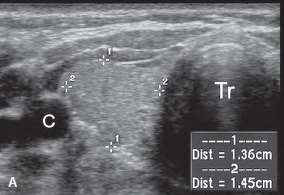 1
2
2
Tr
C
1
----1----
Dist = 1.36cm
----2----
Dist = 1.45cm
A